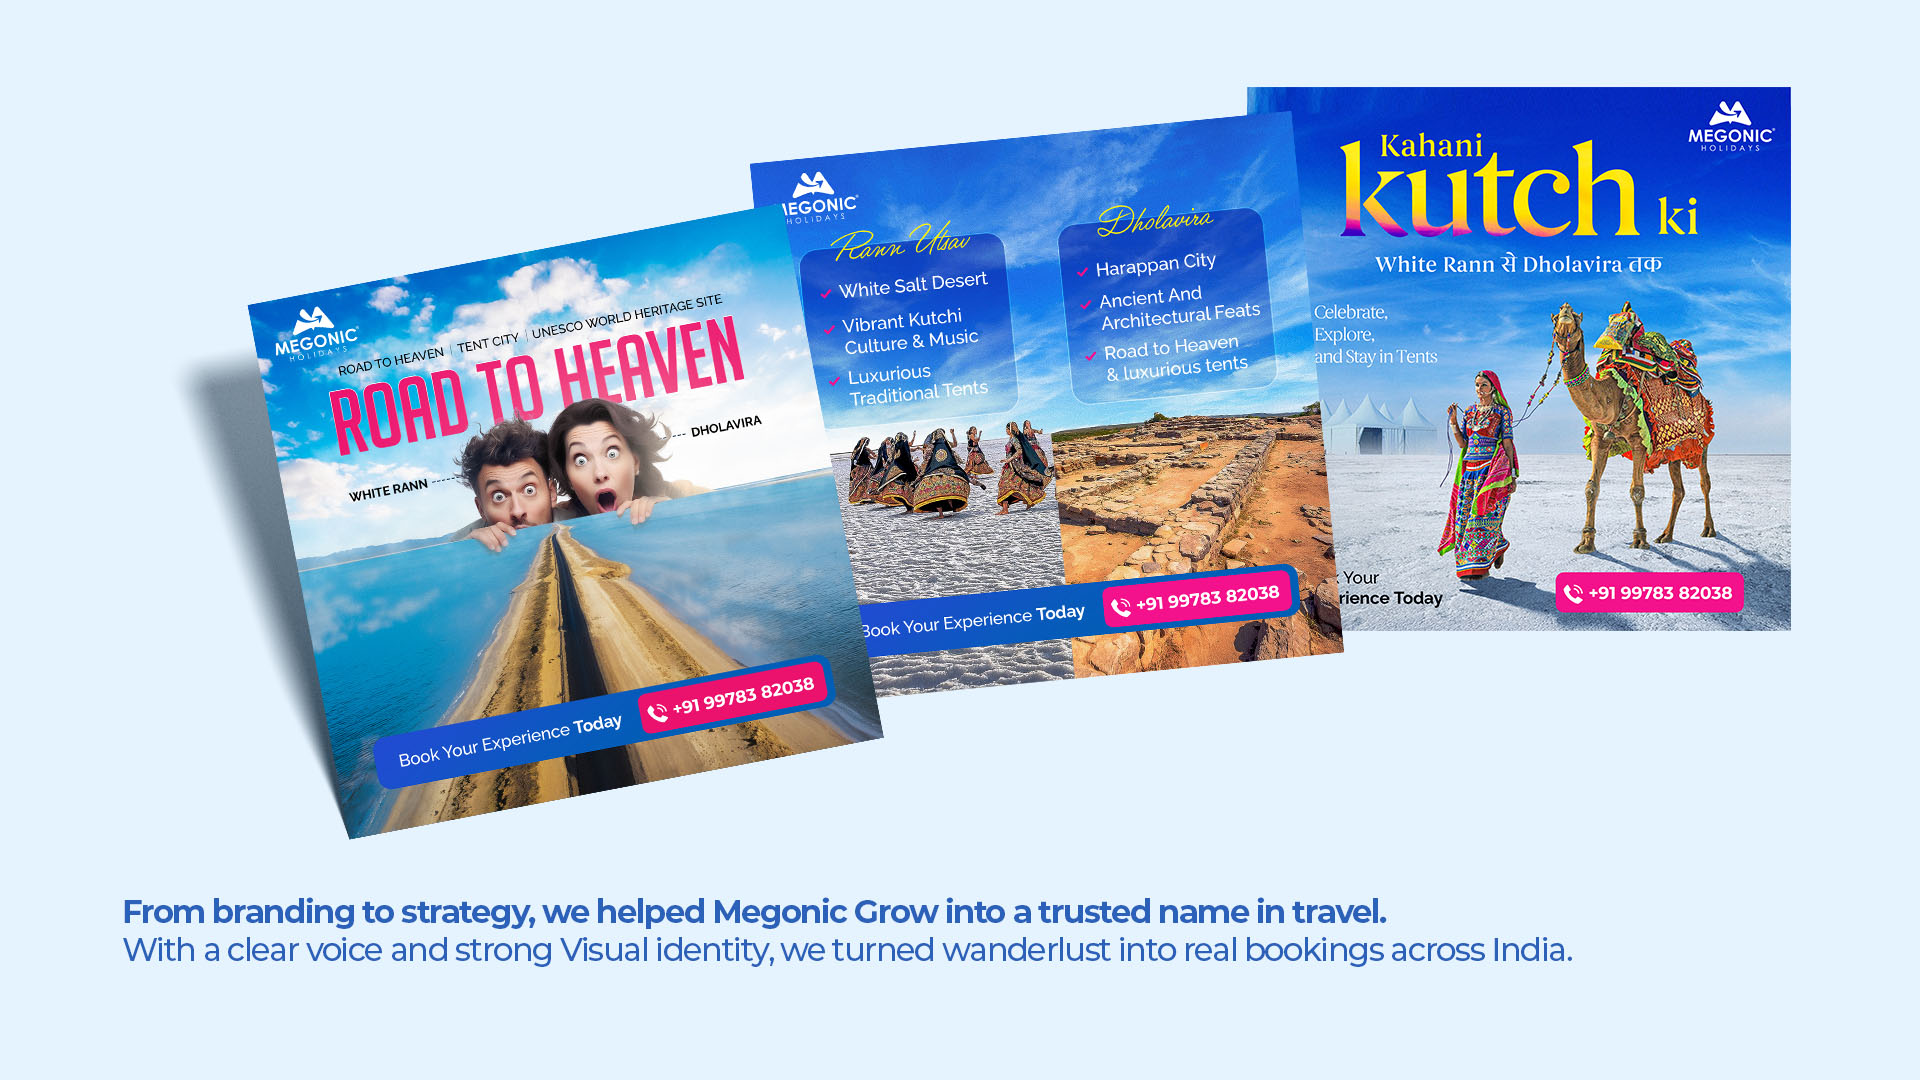 MEGONIC
HOLIDAYS
ROAD TO HEAVEN | TENT CITY | UNESCO WORLD HERITAGE SITE
ROAD TO HEAVEN
DHOLAVIRA
WHITE RANN
Book Your Experience Today
+91 99783 82038
MEGONIC
HOLIDAYS
Rann Utsav
White Salt Desert
Vibrant Kutchi
Culture & Music
Luxurious
Traditional Tents
Dholavira
Harappan City
Ancient And
Architectural Feats
Road to Heaven
& luxurious tents
Book Your Experience Today
+91 99783 82038
MEGONIC
HOLIDAYS
Kahani
kutch ki
White Rann से Dholavira तक
Celebrate,
Explore,
and Stay in Tents
Your
rience Today
+91 99783 82038
From branding to strategy, we helped Megonic Grow into a trusted name in travel.
With a clear voice and strong Visual identity, we turned wanderlust into real bookings across India.